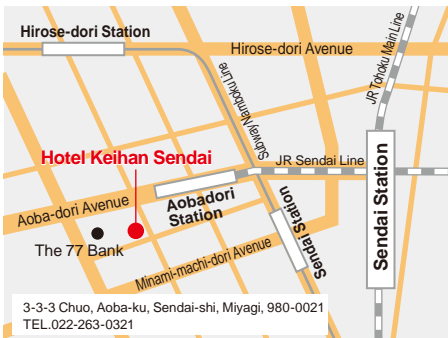 Hirose-dori Station
Hirose-dori Avenue
JR Tohoku Main Line
Subway Namboku Line
Hotel Keihan Sendai
JR Sendai Line
Aoba-dori Avenue
Aobadori
Station
Sendai Station
Sendai Station
The 77 Bank
Minami-machi-dori Avenue
3-3-3 Chuo, Aoba-ku, Sendai-shi, Miyagi, 980-0021
TEL.022-263-0321